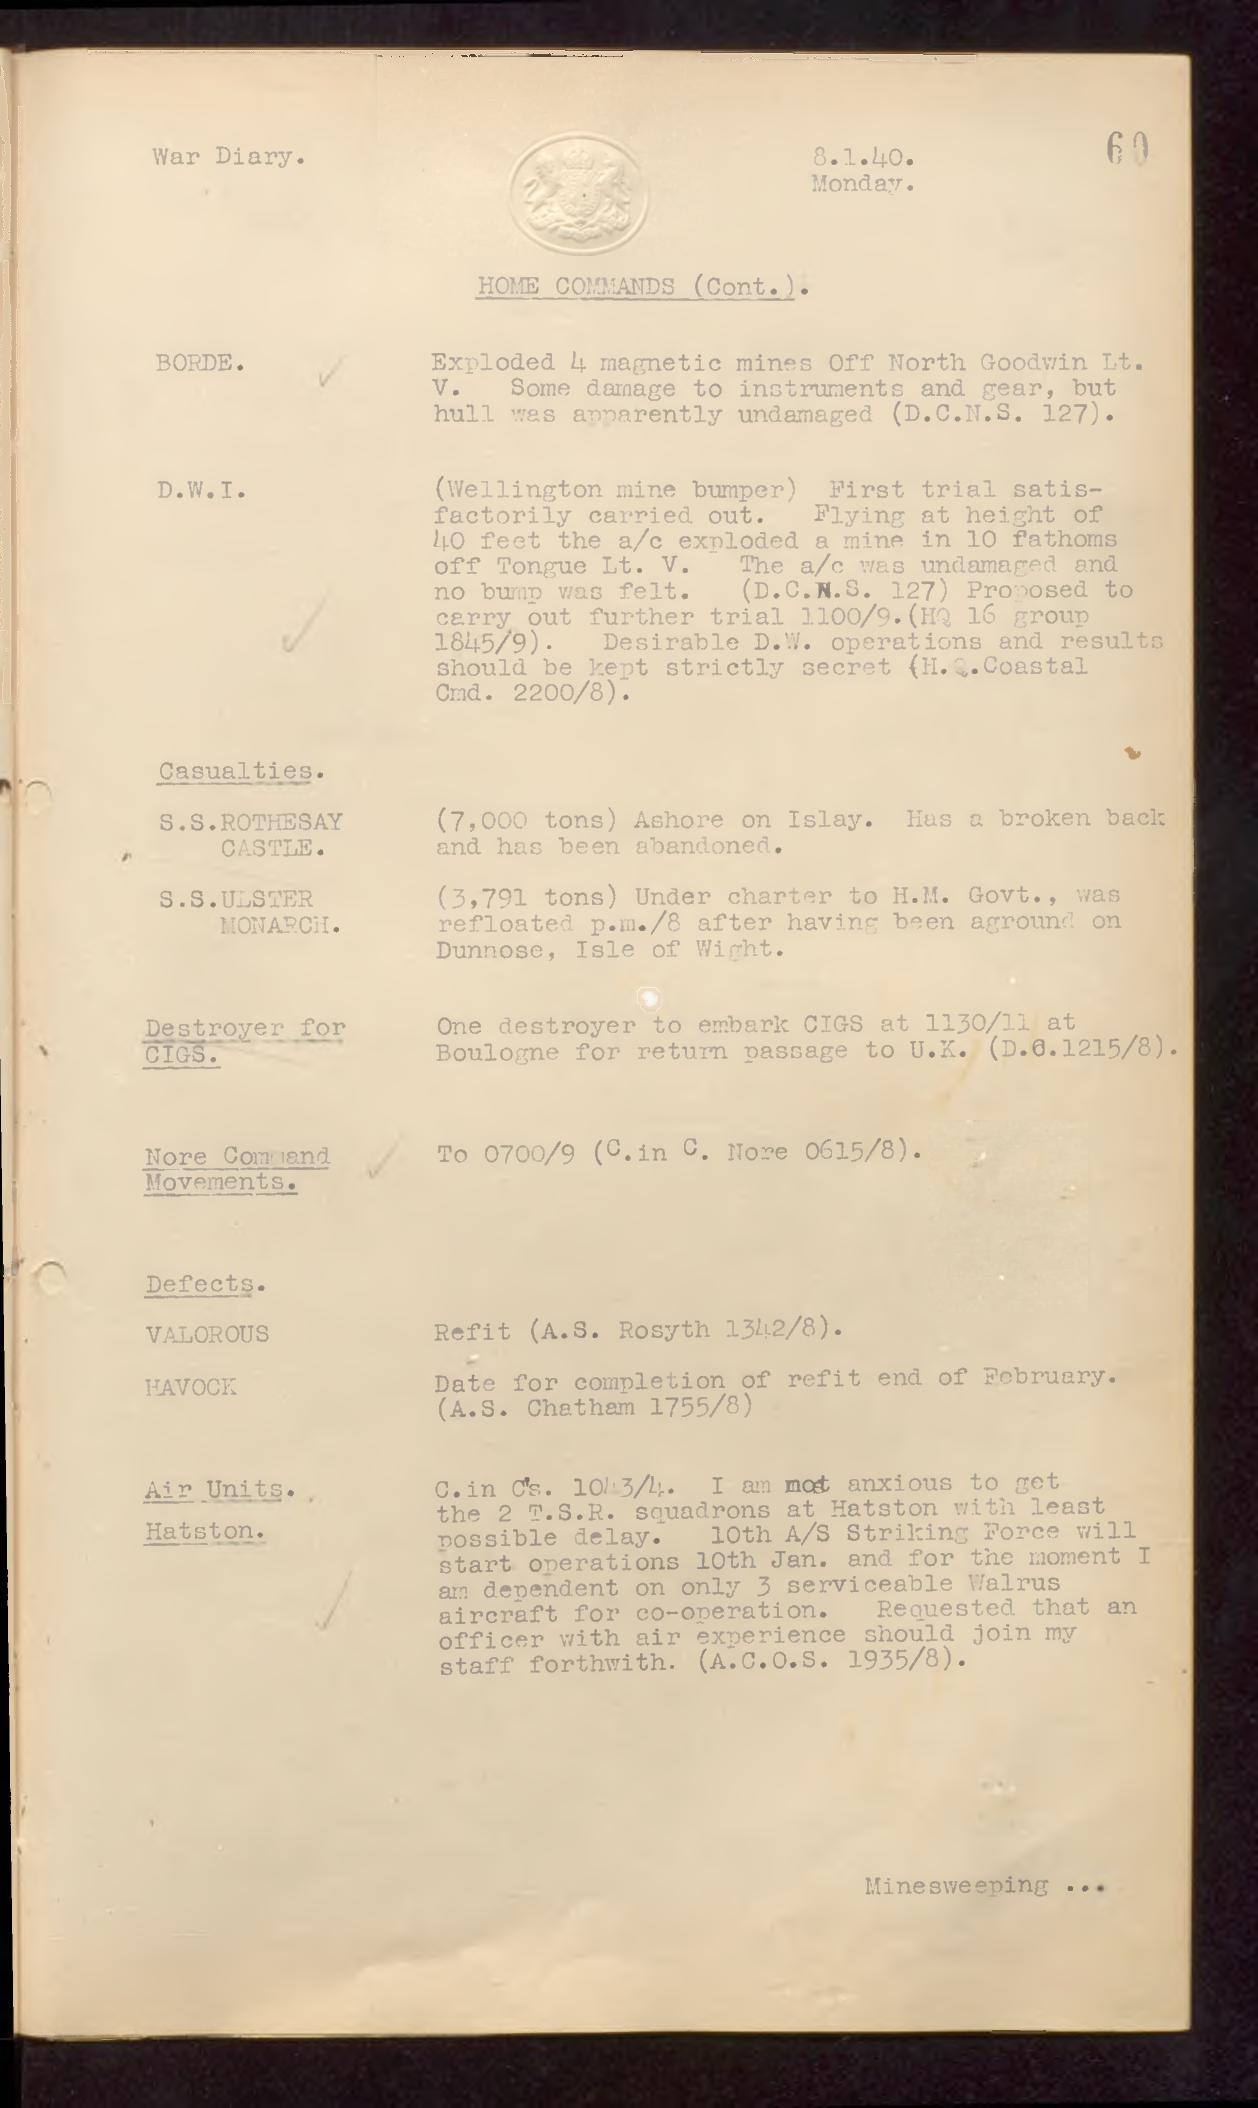 War Diary.
8.1.40.
Monday.
60
HOME COMMANDS (Cont.).
BORDE.
Exploded 4 magnetic mines Off North Goodwin Lt.
V. Some damage to instruments and gear, but
hull was apparently undamaged (D.C.N.S. 127).
D.W.I.
(Wellington mine bumper) First trial satis-
factorily carried out. Flying at height of
40 feet the a/c exploded a mine in 10 fathoms
off Tongue Lt. V. The a/c was undamaged and
no bump was felt. (D.C.N.S. 127) Proposed to
carry out further trial 1100/9.(HQ 16 group
1845/9). Desirable D.W. operations and results
should be kept strictly secret (H.Q.Coastal
Cmd. 2200/8).
Casualties.
S.S.ROTHESAY
CASTLE.
(7,000 tons) Ashore on Islay. Has a broken back
and has been abandoned.
S.S.ULSTER
MONARCH.
(3,791 tons) Under charter to H.M. Govt., was
refloated p.m./8 after having been aground on
Dunnose, Isle of Wight.
Destroyer for
CIGS.
One destroyer to embark CIGS at 1130/11 at
Boulogne for return passage to U.K. (D.0.1215/8).
Nore Command
Movements.
To 0700/9 (C.in C. Nore 0615/8).
Defects.
VALOROUS
Refit (A.S. Rosyth 1342/8).
HAVOCK
Date for completion of refit end of February.
(A.S. Chatham 1755/8)
Air Units.
Hatston.
C.in C's. 1043/4. I am most anxious to get
the 2 T.S.R. squadrons at Hatston with least
possible delay. 10th A/S Striking Force will
start operations 10th Jan. and for the moment I
am dependent on only 3 serviceable Walrus
aircraft for co-operation. Requested that an
officer with air experience should join my
staff forthwith. (A.C.O.S. 1935/8).
Minesweeping ...